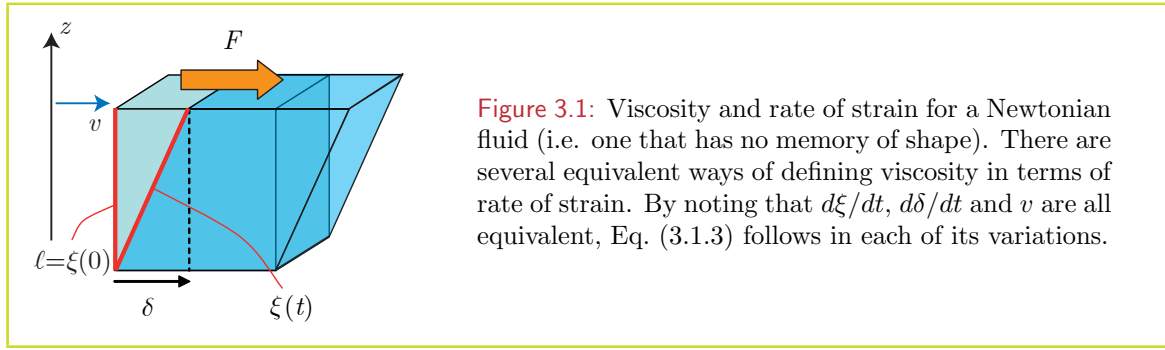 z
F
v
ℓ=ξ(0)
δ
ξ(t)
Figure 3.1: Viscosity and rate of strain for a Newtonian
fluid (i.e. one that has no memory of shape). There are
several equivalent ways of defining viscosity in terms of
rate of strain. By noting that dξ/dt, dδ/dt and v are all
equivalent, Eq. (3.1.3) follows in each of its variations.